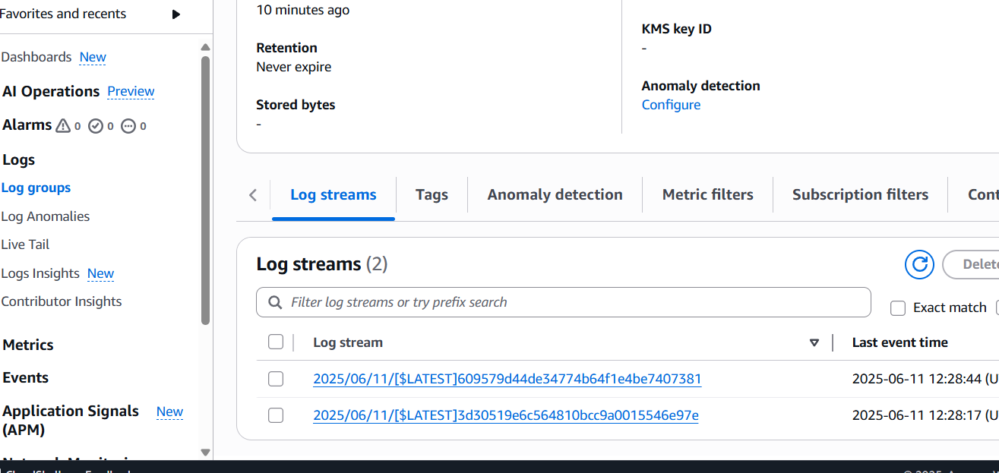 Favorites and recents
Dashboards New
AI Operations Preview
Alarms 0 0 0
Logs
Log groups
Log Anomalies
Live Tail
Logs Insights New
Contributor Insights
Metrics
Events
Application Signals New
(APM)
10 minutes ago
Retention
Never expire
Stored bytes
-
KMS key ID
-
Anomaly detection
Configure
Log streams Tags Anomaly detection Metric filters Subscription filters
Log streams (2)
Filter log streams or try prefix search
Exact match
Log stream Last event time
2025/06/11/[$LATEST]609579d44de34774b64f1e4be7407381 2025-06-11 12:28:44
2025/06/11/[$LATEST]3d30519e6c564810bcc9a0015546e97e 2025-06-11 12:28:17